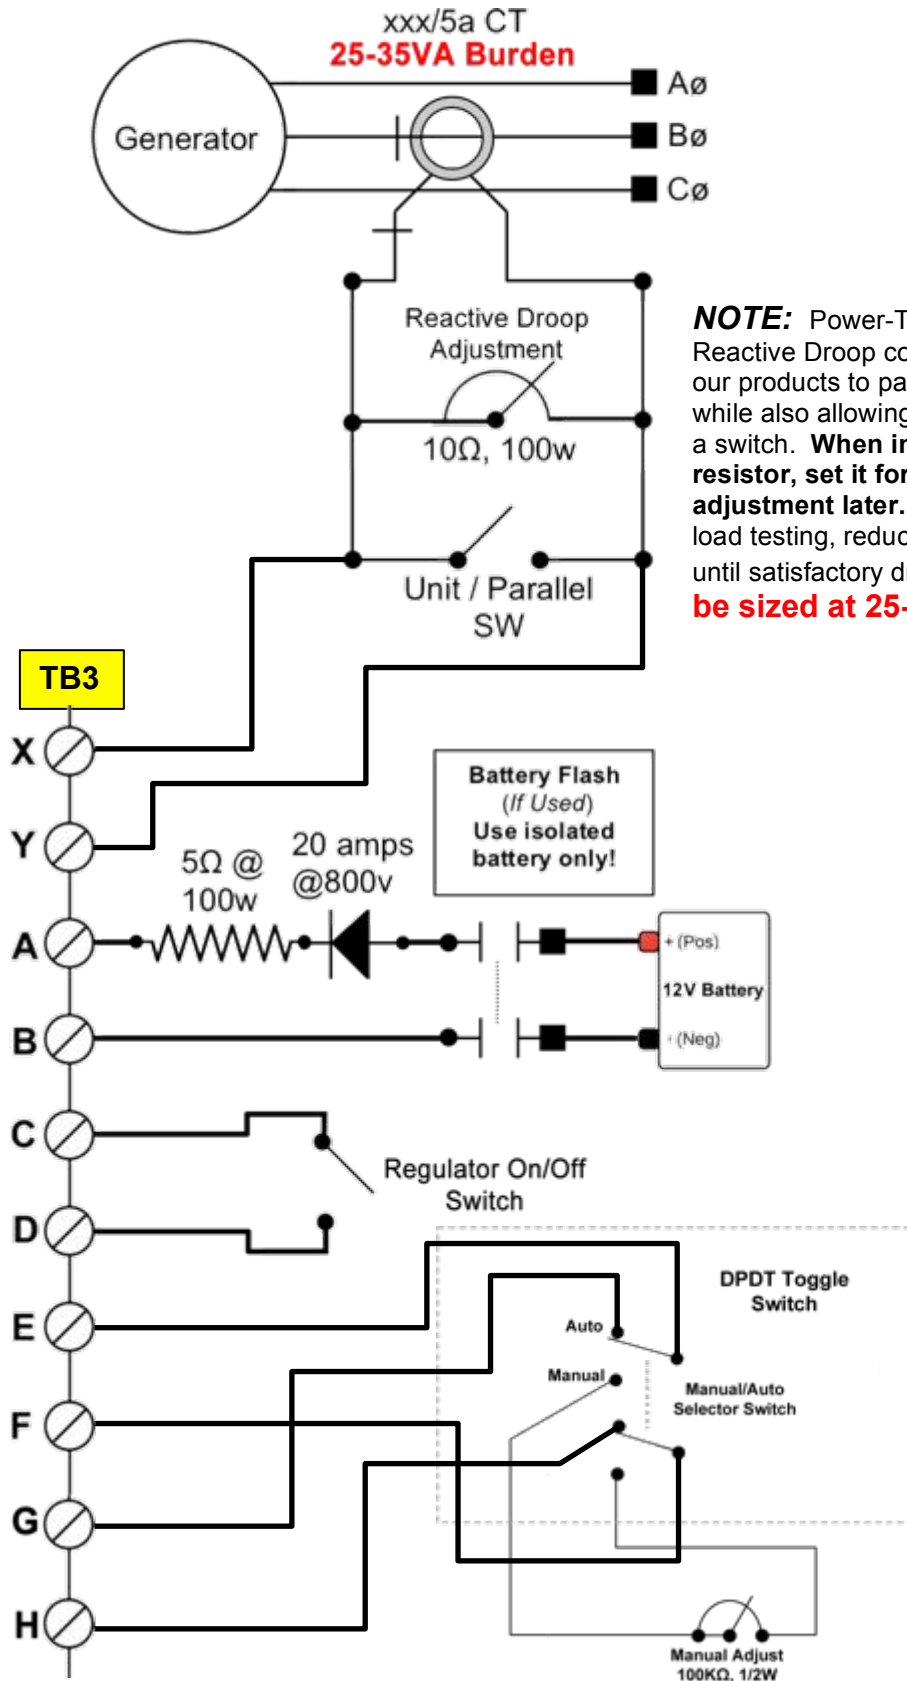 xxx/5a CT
25-35VA Burden
Generator
Aø
Bø
Cø
Reactive Droop
Adjustment
10Ω, 100w
Unit / Parallel
SW
NOTE: Power-T
Reactive Droop co
our products to pa
while also allowing
a switch. When in
resistor, set it for
adjustment later.
load testing, reduc
until satisfactory d
be sized at 25-
TB3
X
Y
A
B
C
D
E
F
G
H
Battery Flash
(If Used)
Use isolated
battery only!
5Ω @
100w
20 amps
@800v
+ (Pos)
12V Battery
(Neg)
Regulator On/Off
Switch
DPDT Toggle
Switch
Auto
Manual
Manual/Auto
Selector Switch
Manual Adjust
100KΩ, 1/2W